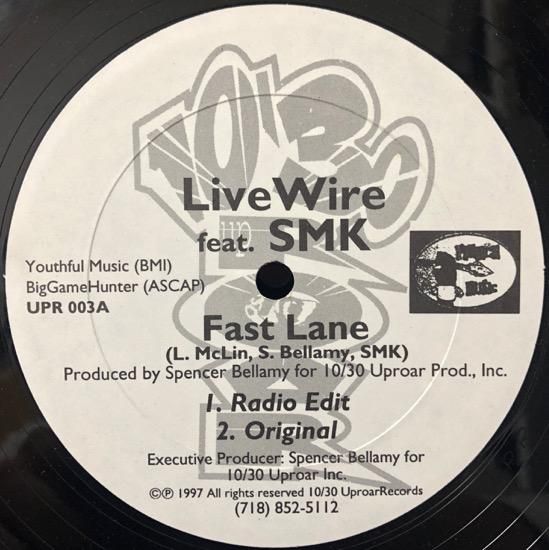 LiveWire
feat. SMK
up
Youthful Music (BMI)
BigGameHunter (ASCAP)
UPR 003A
Fast Lane
(L. McLin, S. Bellamy, SMK)
Produced by Spencer Bellamy for 10/30 Uproar Prod., Inc.
1. Radio Edit
2. Original
Executive Producer: Spencer Bellamy for
10/30 Uproar Inc.
©℗ 1997 All rights reserved 10/30 UproarRecords
(718) 852-5112